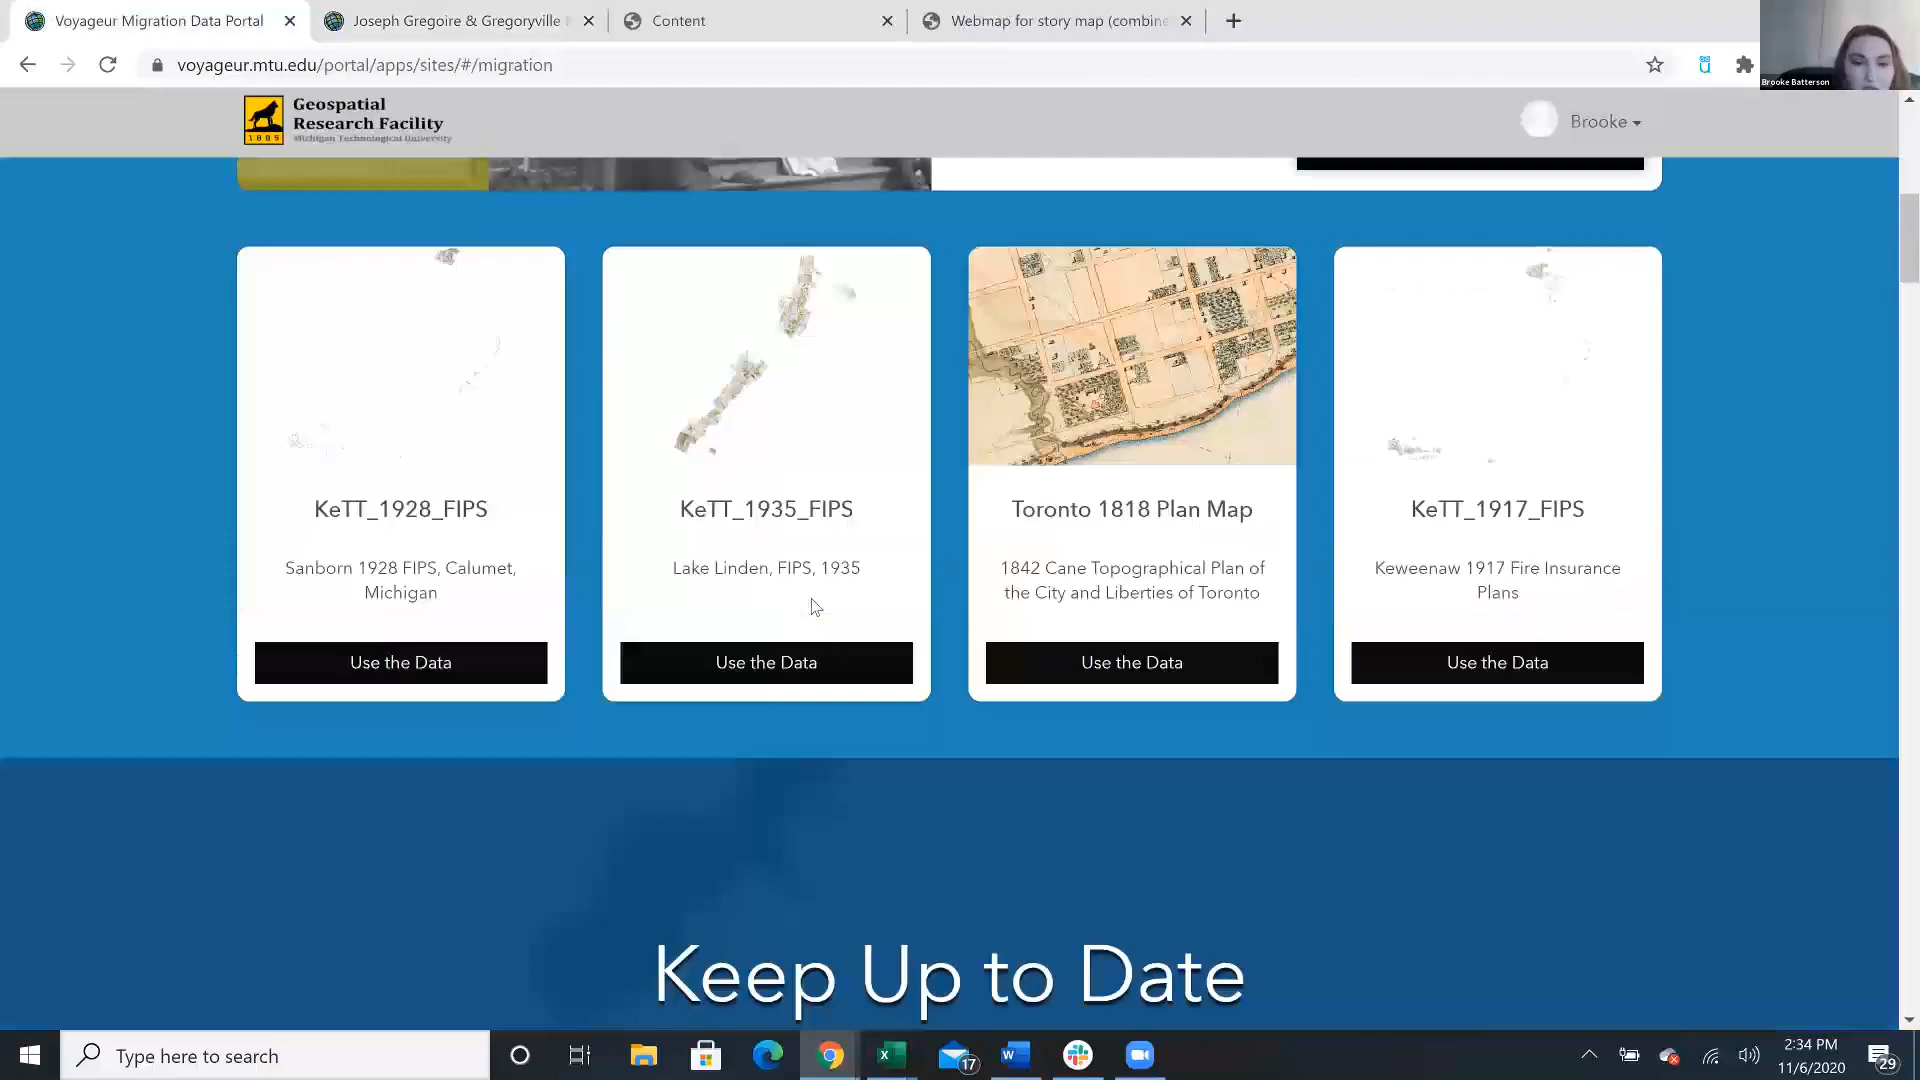 Voyageur Migration Data Portal
Joseph Gregoire & Gregoryville
Content
Webmap for story map (combine
voyageur.mtu.edu/portal/apps/sites/#/migration
Brooke Batterson
Geospatial
Research Facility
Michigan Technological University
1885
Brooke
KeTT_1928_FIPS
Sanborn 1928 FIPS, Calumet,
Michigan
Use the Data
KeTT_1935_FIPS
Lake Linden, FIPS, 1935
Use the Data
Toronto 1818 Plan Map
1842 Cane Topographical Plan of
the City and Liberties of Toronto
Use the Data
KeTT_1917_FIPS
Keweenaw 1917 Fire Insurance
Plans
Use the Data
Keep Up to Date
Type here to search
17
2:34 PM
11/6/2020
29